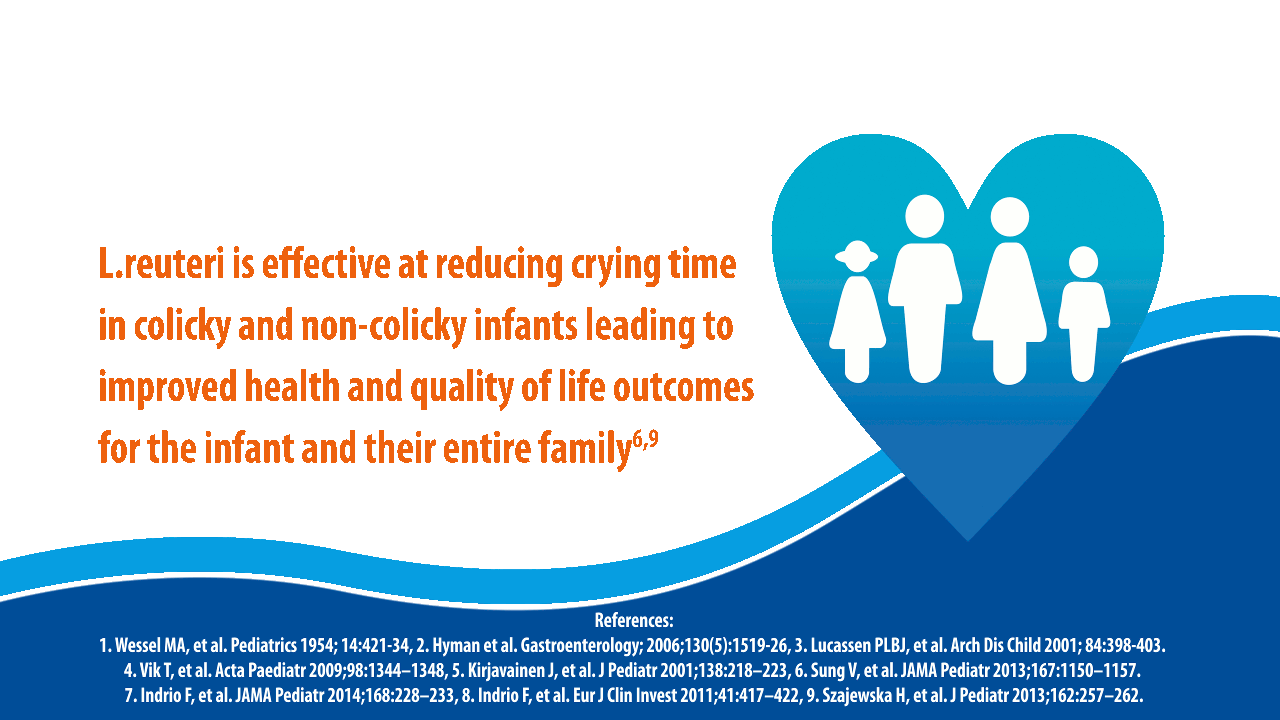 L.reuteri is effective at reducing crying time
in colicky and non-colicky infants leading to
improved health and quality of life outcomes
for the infant and their entire family6,9
References:
1. Wessel MA, et al. Pediatrics 1954; 14:421-34, 2. Hyman et al. Gastroenterology; 2006;130(5):1519-26, 3. Lucassen PLBJ, et al. Arch Dis Child 2001; 84:398-403.
4. Vik T, et al. Acta Paediatr 2009;98:1344–1348, 5. Kirjavainen J, et al. J Pediatr 2001;138:218–223, 6. Sung V, et al. JAMA Pediatr 2013;167:1150–1157.
7. Indrio F, et al. JAMA Pediatr 2014;168:228–233, 8. Indrio F, et al. Eur J Clin Invest 2011;41:417–422, 9. Szajewska H, et al. J Pediatr 2013;162:257–262.